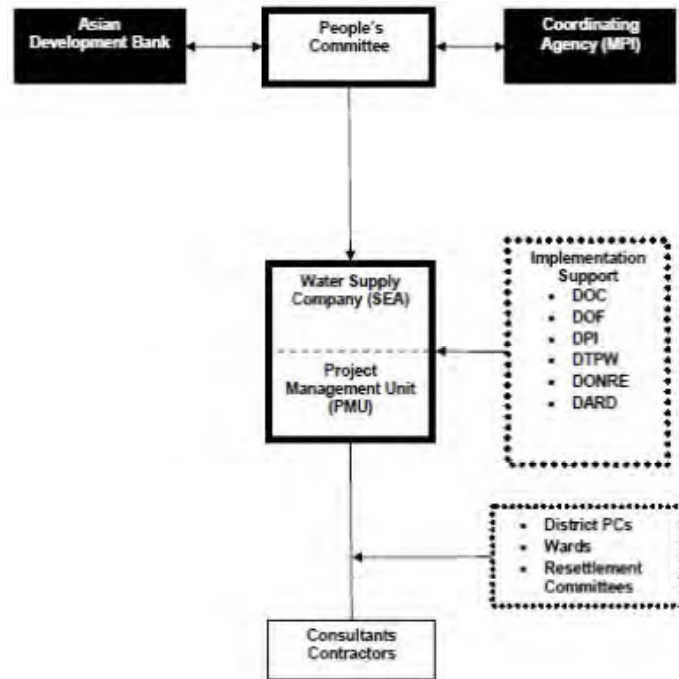 Asian
Development Bank
People's
Committee
Coordinating
Agency (MPI)
Water Supply
Company (SEA)
Project
Management Unit
(PMU)
Implementation
Support
• DOC
• DOF
• DPI
• DTPW
• DONRE
• DARD
• District PCs
• Wards
• Resettlement
Committees
Consultants
Contractors